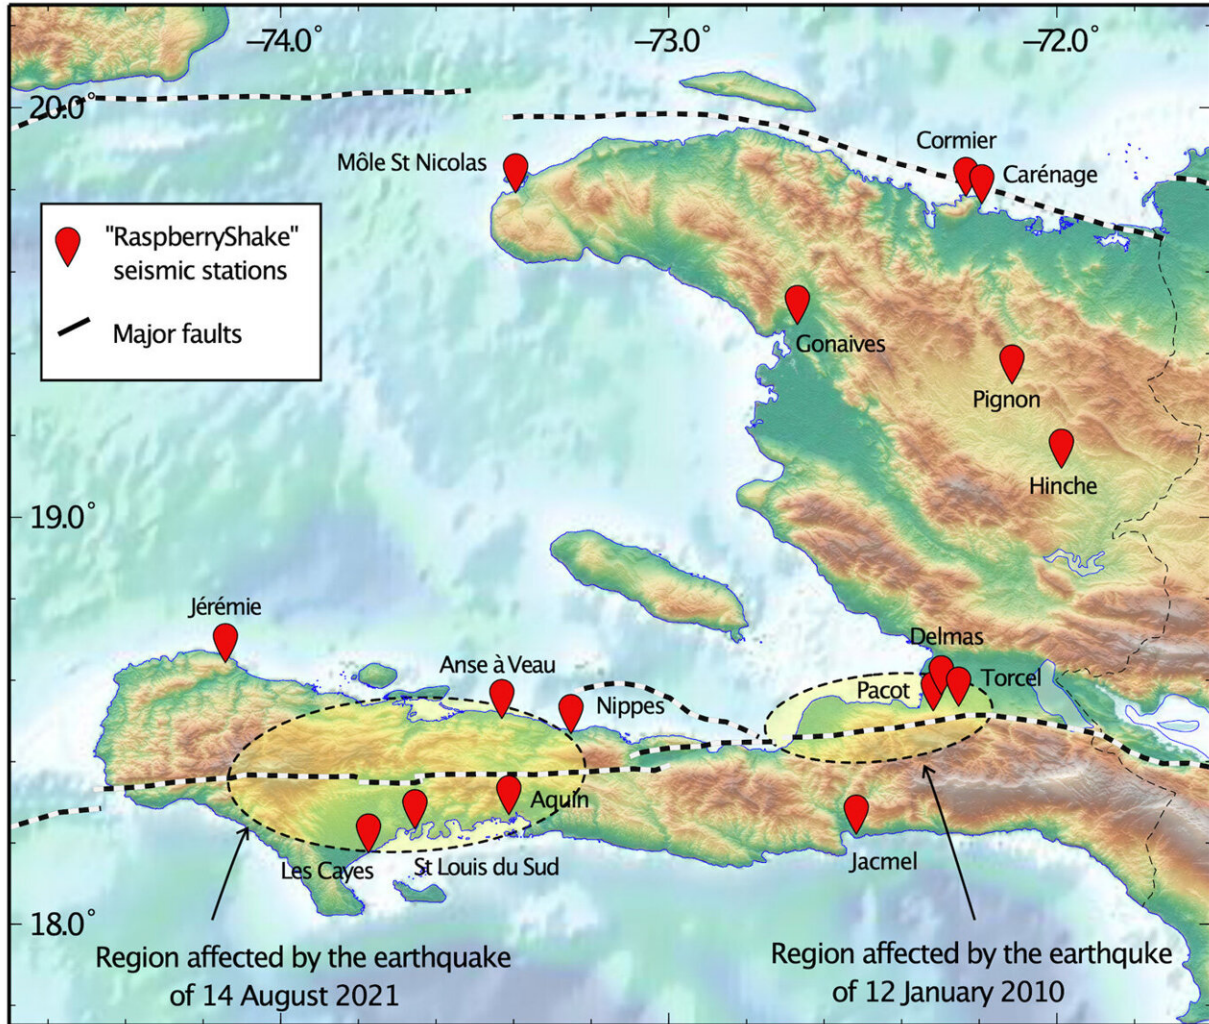 –74.0°
–73.0°
–72.0°
20.0°
Cormier
Môle St Nicolas
Carénage
"RaspberryShake"
seismic stations
Major faults
Gonaives
Pignon
Hinche
19.0°
Jérémie
Delmas
Anse à Veau
Torcel
Pacot
Nippes
Aquin
Jacmel
Les Cayes
St Louis du Sud
18.0°
Region affected by the earthquake
of 14 August 2021
Region affected by the earthquke
of 12 January 2010